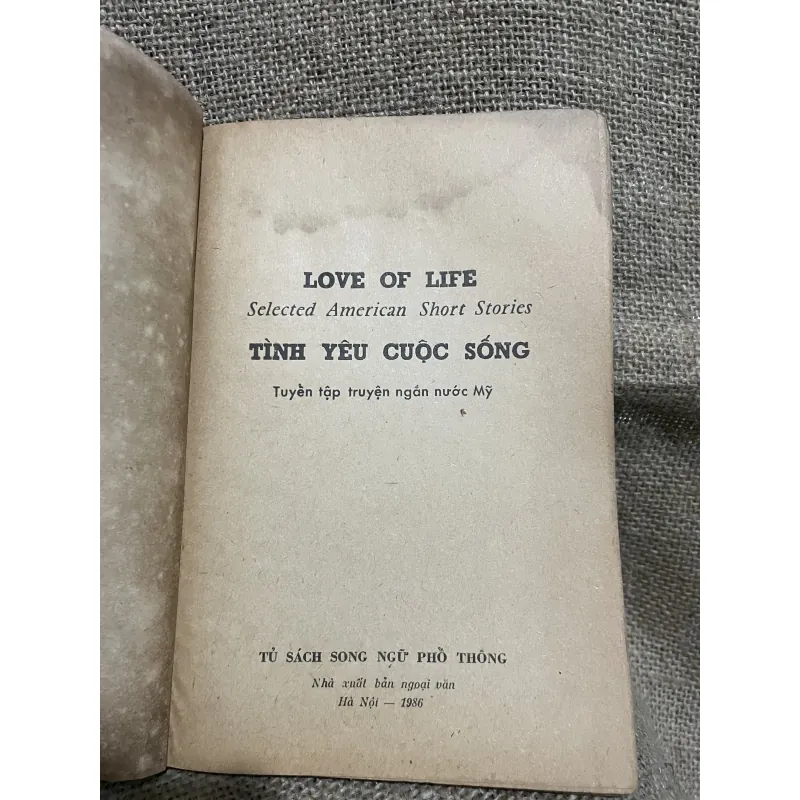 LOVE OF LIFE
Selected American Short Stories
TÌNH YÊU CUỘC SỐNG
Tuyển tập truyện ngắn nước Mỹ
TỦ SÁCH SONG NGỮ PHỔ THÔNG
Nhà xuất bản ngoại văn
Hà Nội — 1986